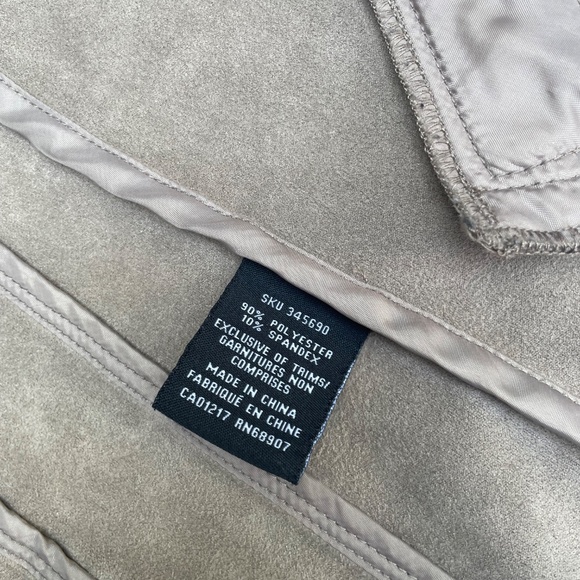 SKU 345690
90% POLYESTER
10% SPANDEX
EXCLUSIVE OF TRIMS/
GARNITURES NON
COMPRISES
MADE IN CHINA
FABRIQUÉ EN CHINE
CA01217 RN68907